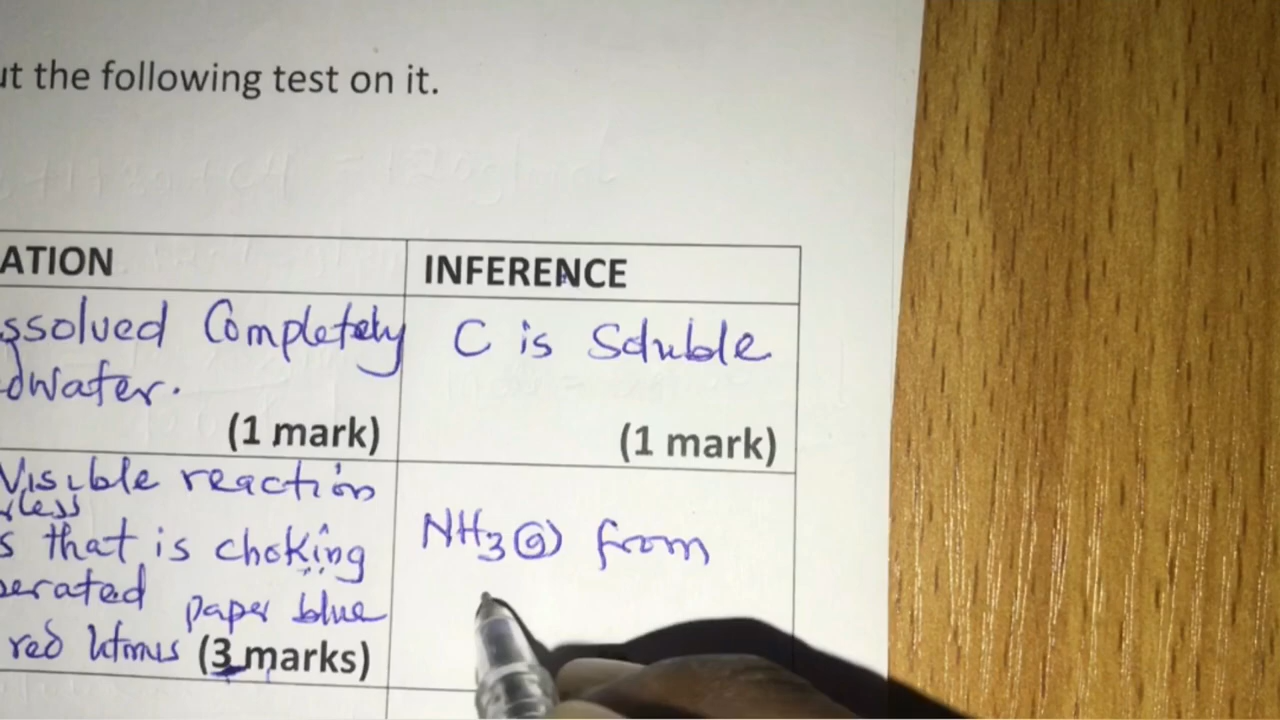 ut the following test on it.
ATION
INFERENCE
ssolved Completely
dwater.
(1 mark)
C is Soluble
(1 mark)
Visible reaction
less
s that is choking
erated paper blue
red litmus (3 marks)
NH3(g) from